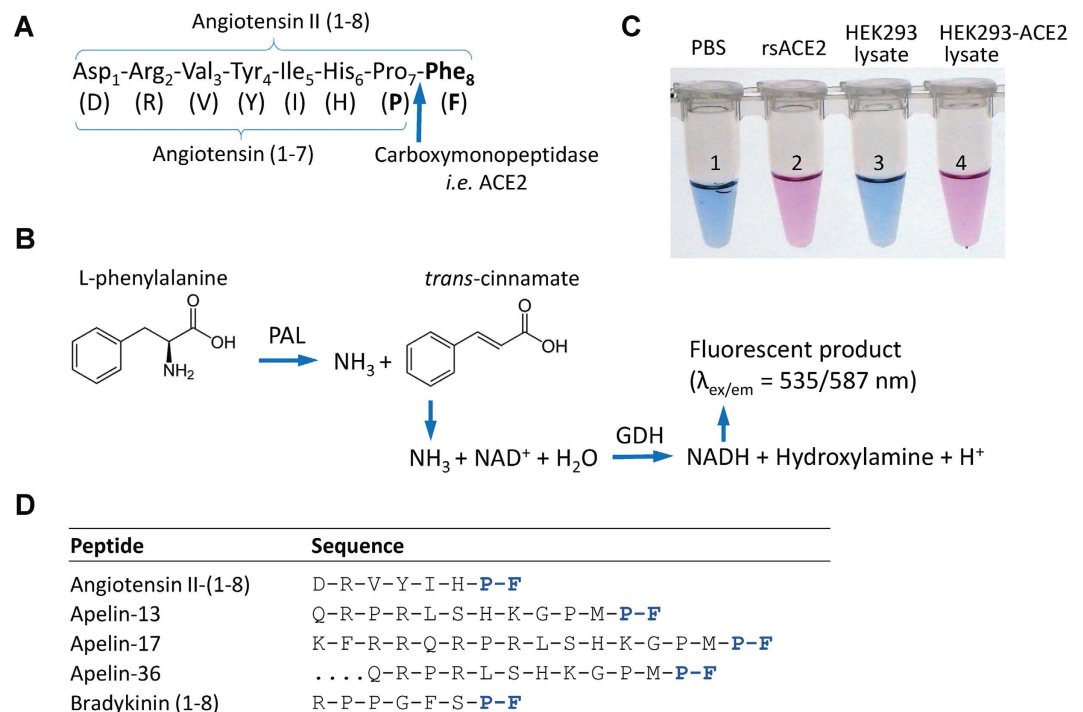 A
Angiotensin II (1-8)
Asp₁-Arg₂-Val₃-Tyr₄-Ile₅-His₆-Pro₇-Phe₈
(D) (R) (V) (Y) (I) (H) (P) (F)
Angiotensin (1-7)
Carboxymonopeptidase
i.e. ACE2
B
L-phenylalanine
trans-cinnamate
O
OH
NH₂
PAL
NH₃ +
O
OH
NH₃ + NAD⁺ + H₂O
GDH
NADH + Hydroxylamine + H⁺
Fluorescent product
(λex/em = 535/587 nm)
C
PBS
rsACE2
HEK293
lysate
HEK293-ACE2
lysate
1 2 3 4
D
Peptide Sequence
Angiotensin II-(1-8) D-R-V-Y-I-H-P-F
Apelin-13 Q-R-P-R-L-S-H-K-G-P-M-P-F
Apelin-17 K-F-R-R-Q-R-P-R-L-S-H-K-G-P-M-P-F
Apelin-36 ....Q-R-P-R-L-S-H-K-G-P-M-P-F
Bradykinin (1-8) R-P-P-G-F-S-P-F